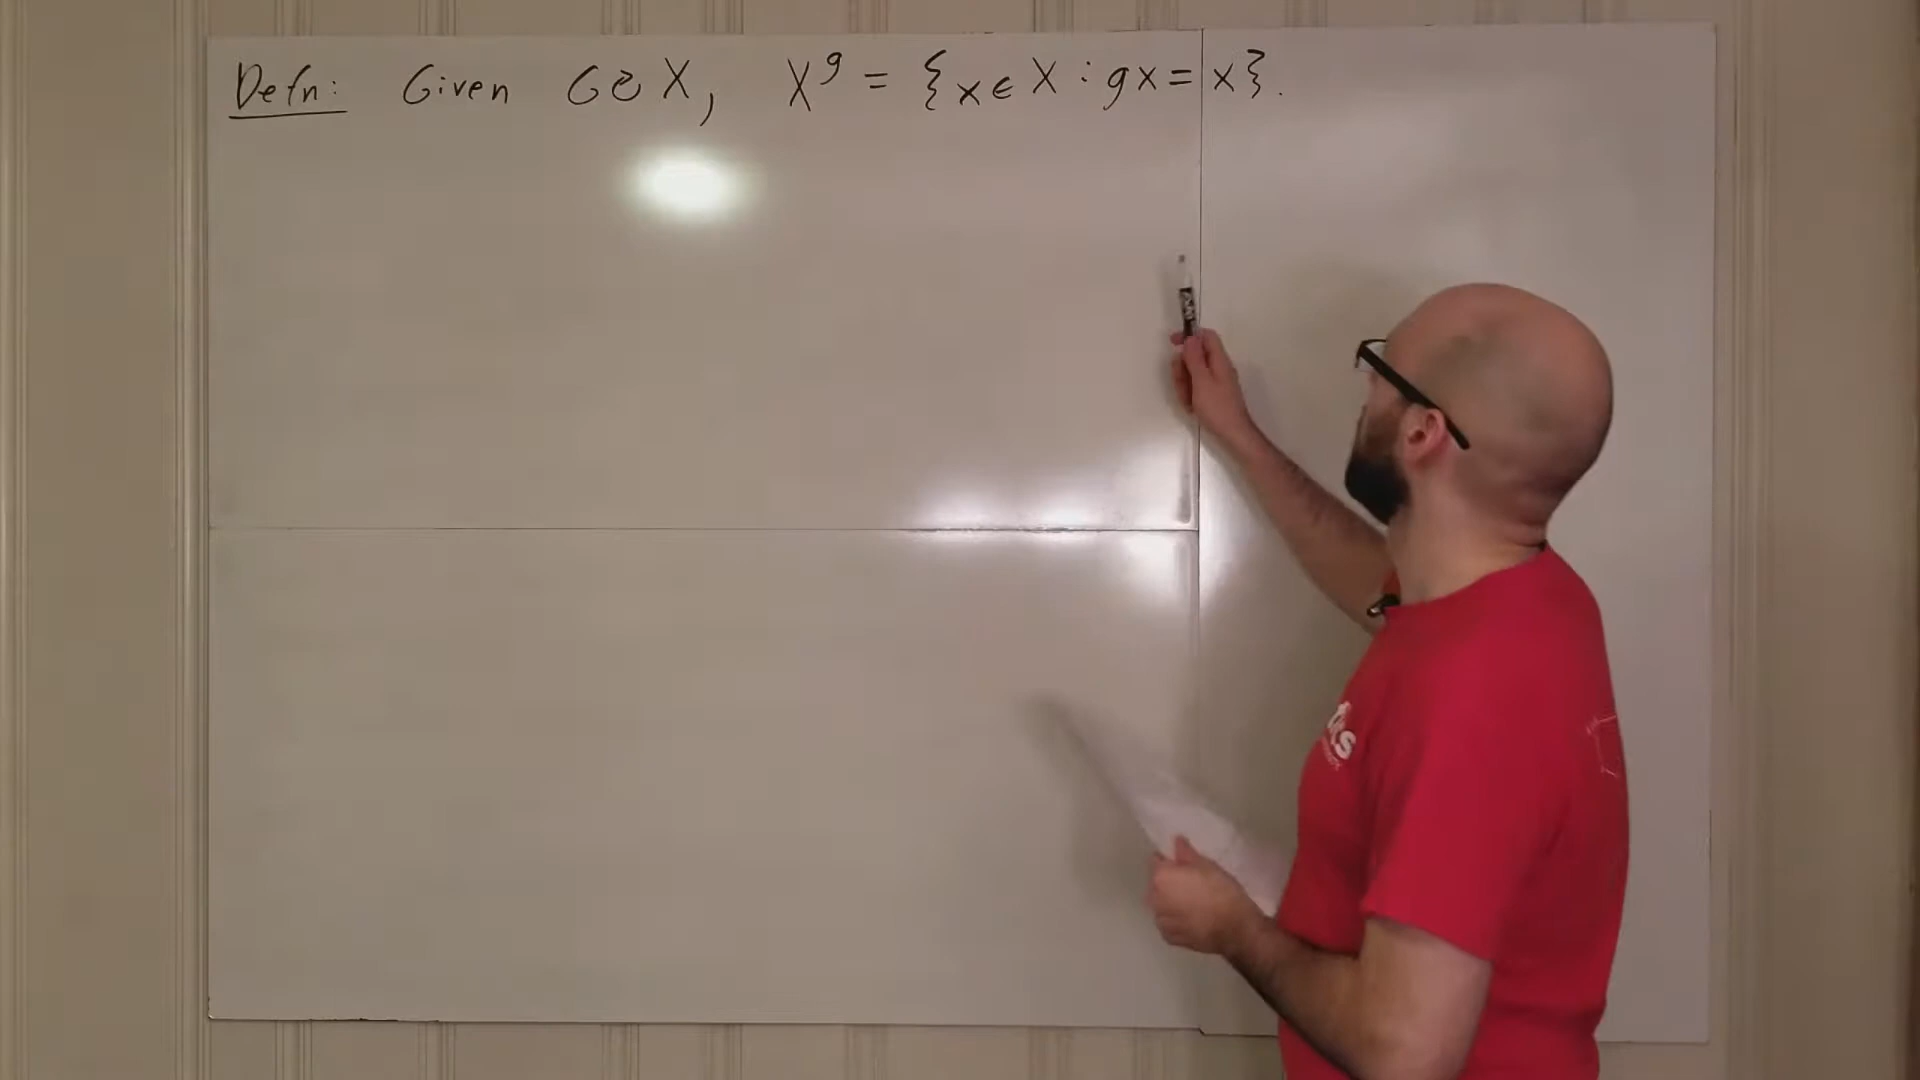 Defn: Given G↻X, X^g = {x ∈ X : gx = x}.